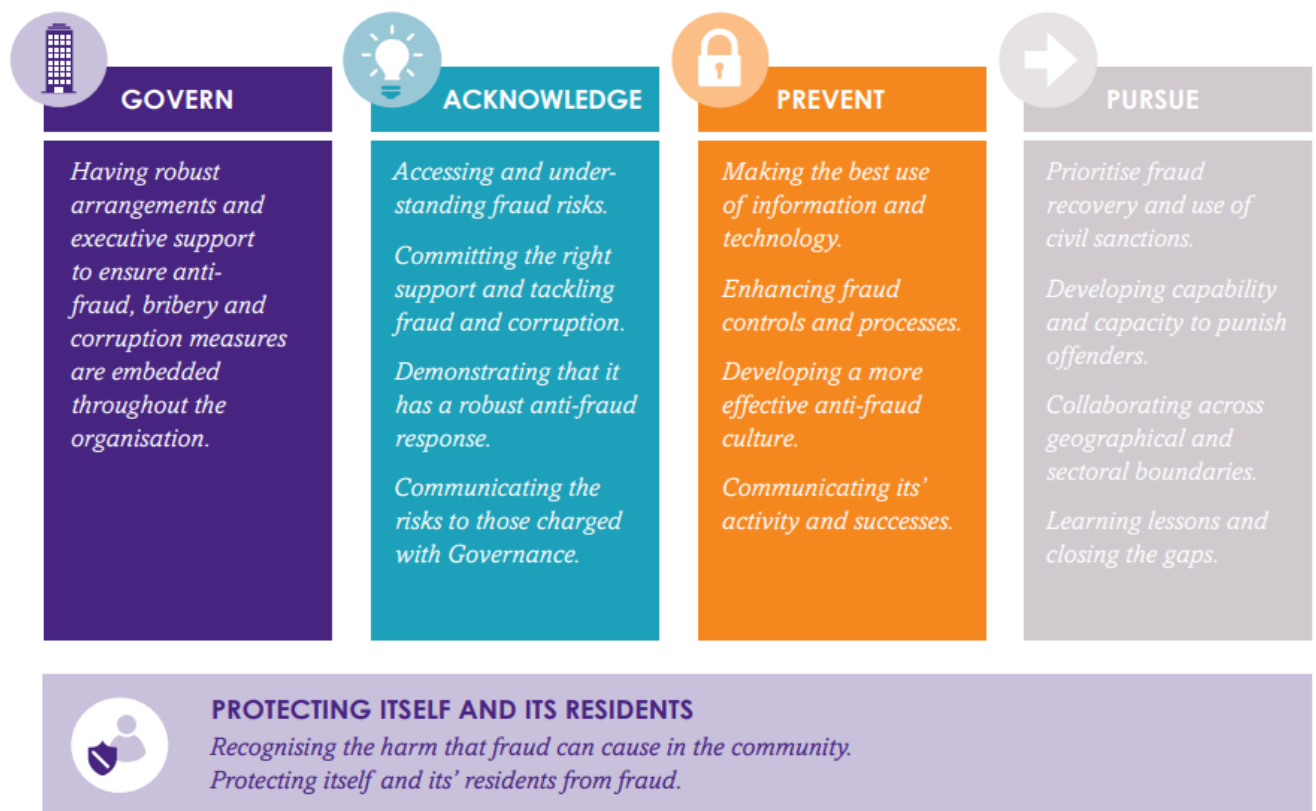 GOVERN
Having robust
arrangements and
executive support
to ensure anti-
fraud, bribery and
corruption measures
are embedded
throughout the
organisation.
ACKNOWLEDGE
Accessing and under-
standing fraud risks.
Committing the right
support and tackling
fraud and corruption.
Demonstrating that it
has a robust anti-fraud
response.
Communicating the
risks to those charged
with Governance.
PREVENT
Making the best use
of information and
technology.
Enhancing fraud
controls and processes.
Developing a more
effective anti-fraud
culture.
Communicating its’
activity and successes.
PURSUE
Prioritise fraud
recovery and use of
civil sanctions.
Developing capability
and capacity to punish
offenders.
Collaborating across
geographical and
sectoral boundaries.
Learning lessons and
closing the gaps.
PROTECTING ITSELF AND ITS RESIDENTS
Recognising the harm that fraud can cause in the community.
Protecting itself and its’ residents from fraud.